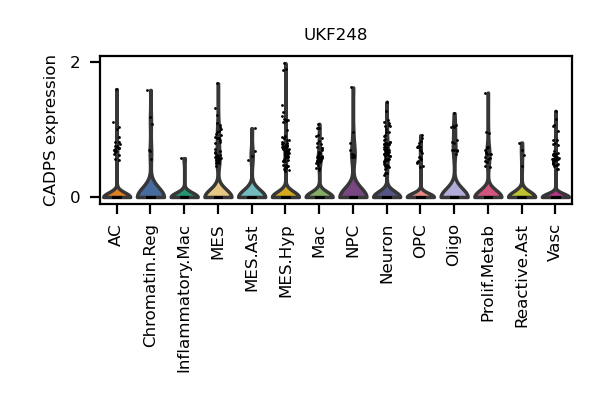 UKF248
CADPS expression
2
0
AC
Chromatin.Reg
Inflammatory.Mac
MES
MES.Ast
MES.Hyp
Mac
NPC
Neuron
OPC
Oligo
Prolif.Metab
Reactive.Ast
Vasc